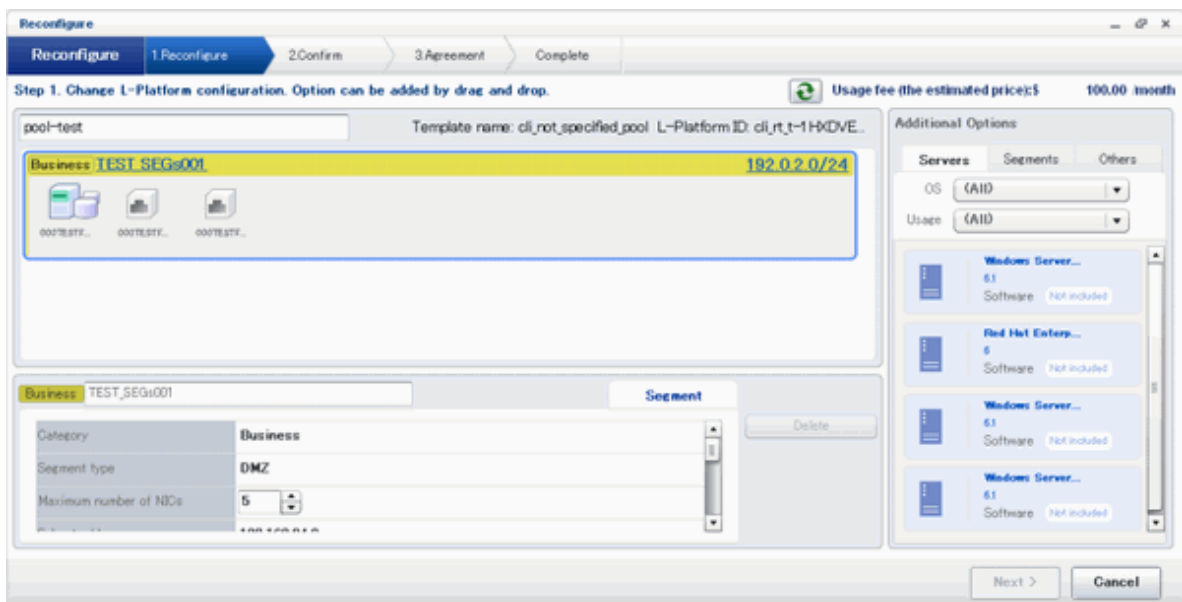 Reconfigure
Reconfigure 1.Reconfigure 2.Confirm 3.Agreement Complete
Step 1. Change L-Platform configuration. Option can be added by drag and drop. Usage fee (the estimated price):$ 100.00 /month
pool-test Template name: cli_not_specified_pool L-Platform ID: cli_rt_t-1HXDVE...
Business TEST_SEGs001 192.0.2.0/24
Additional Options
Servers Segments Others
OS (All)
Usage (All)
Windows Server...
6.1
Software Not included
Red Hat Enterp...
6
Software Not included
Windows Server...
6.1
Software Not included
Windows Server...
6.1
Software Not included
Business TEST_SEGs001 Segment
Category Business
Segment type DMZ
Maximum number of NICs 5
Delete
Next > Cancel